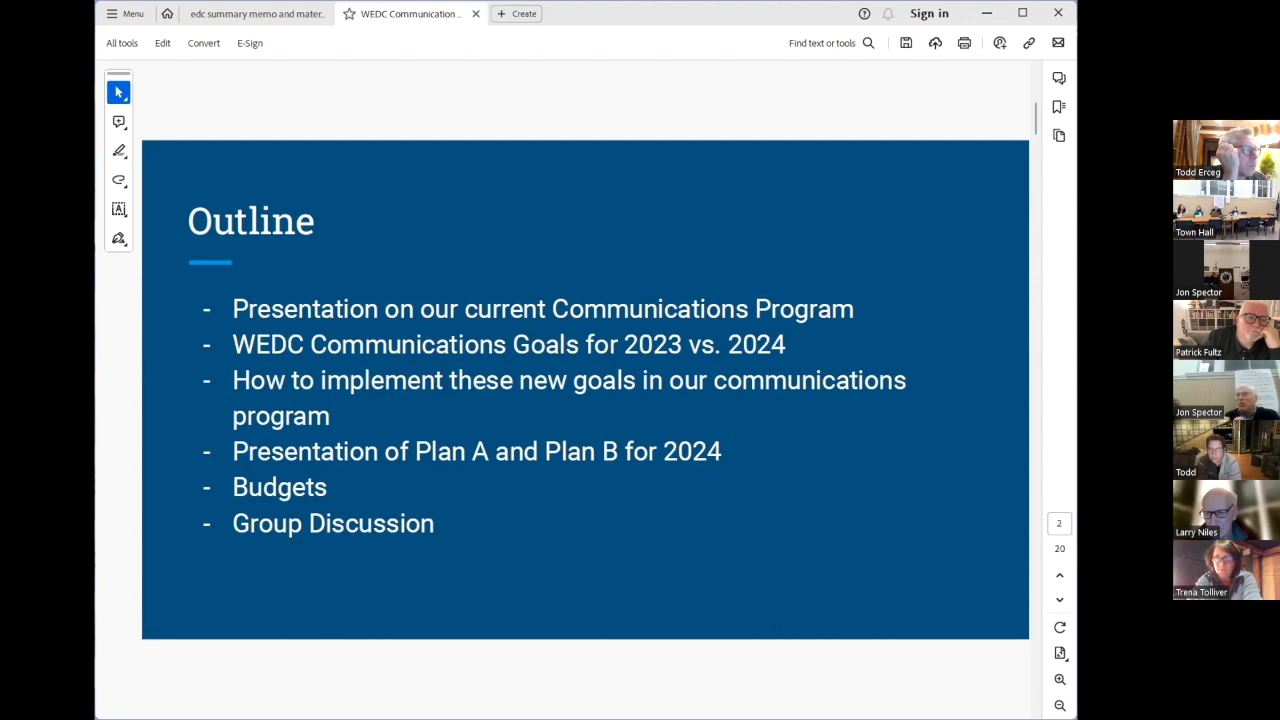 Menu
edc summary memo and mater...
WEDC Communication ...
Create
Sign in
All tools
Edit
Convert
E-Sign
Find text or tools
Outline
- Presentation on our current Communications Program
- WEDC Communications Goals for 2023 vs. 2024
- How to implement these new goals in our communications
program
- Presentation of Plan A and Plan B for 2024
- Budgets
- Group Discussion
2
20
Todd Erceg
Town Hall
Jon Spector
Patrick Fultz
Jon Spector
Todd
Larry Niles
Trena Tolliver